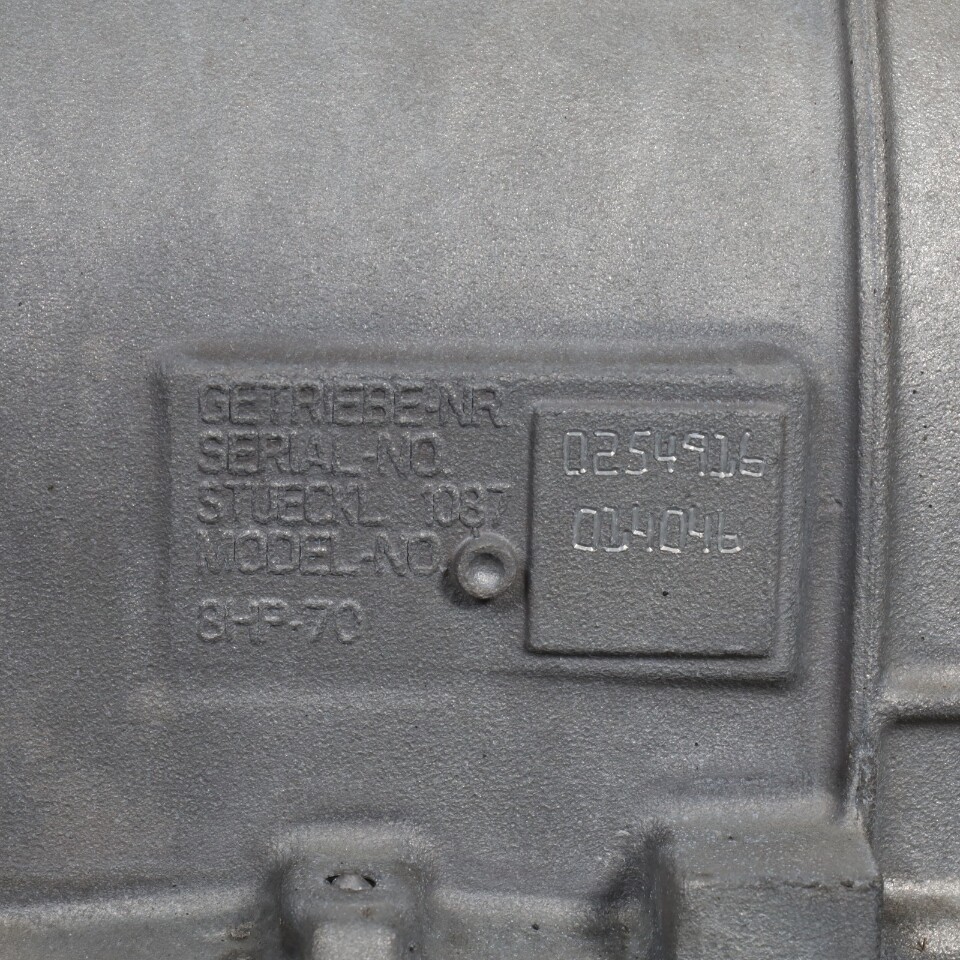 GETRIEBE-NR
SERIAL-NO.
STUECKL. 1087
MODEL-NO.
8HP-70
0254916
014046